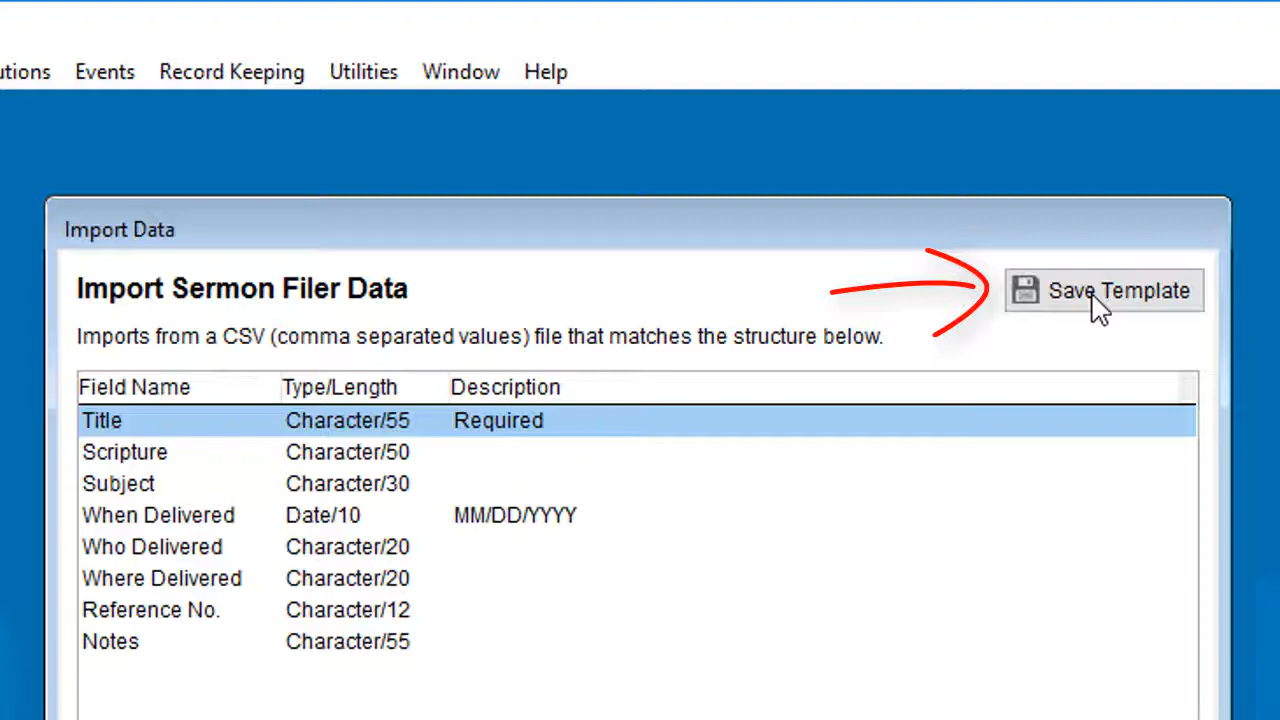 Events Record Keeping Utilities Window Help
Import Data
Import Sermon Filer Data
Save Template
Imports from a CSV (comma separated values) file that matches the structure below.
Field Name Type/Length Description
Title Character/55 Required
Scripture Character/50
Subject Character/30
When Delivered Date/10 MM/DD/YYYY
Who Delivered Character/20
Where Delivered Character/20
Reference No. Character/12
Notes Character/55